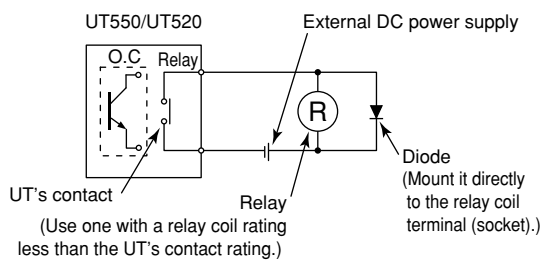 UT550/UT520
External DC power supply
O.C
Relay
R
Diode
(Mount it directly
to the relay coil
terminal (socket).)
UT's contact
Relay
(Use one with a relay coil rating
less than the UT's contact rating.)